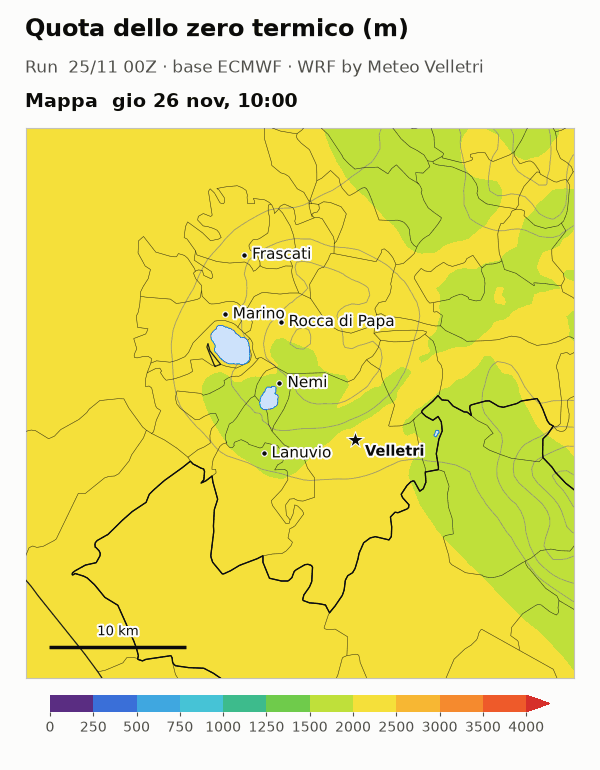 Quota dello zero termico (m)
Run  25/11 00Z · base ECMWF · WRF by Meteo Velletri
Mappa  gio 26 nov, 10:00
Frascati
Marino
Rocca di Papa
Nemi
Velletri
Lanuvio
10 km
0 250 500 750 1000 1250 1500 2000 2500 3000 3500 4000